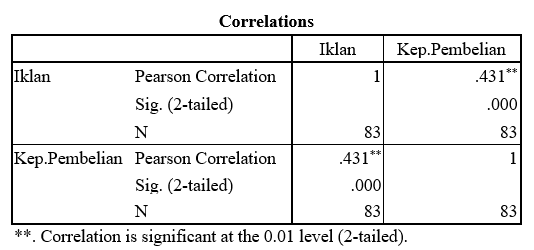 Correlations
Iklan Kep.Pembelian
Iklan Pearson Correlation 1 .431**
Sig. (2-tailed) .000
N 83 83
Kep.Pembelian Pearson Correlation .431** 1
Sig. (2-tailed) .000
N 83 83
**. Correlation is significant at the 0.01 level (2-tailed).